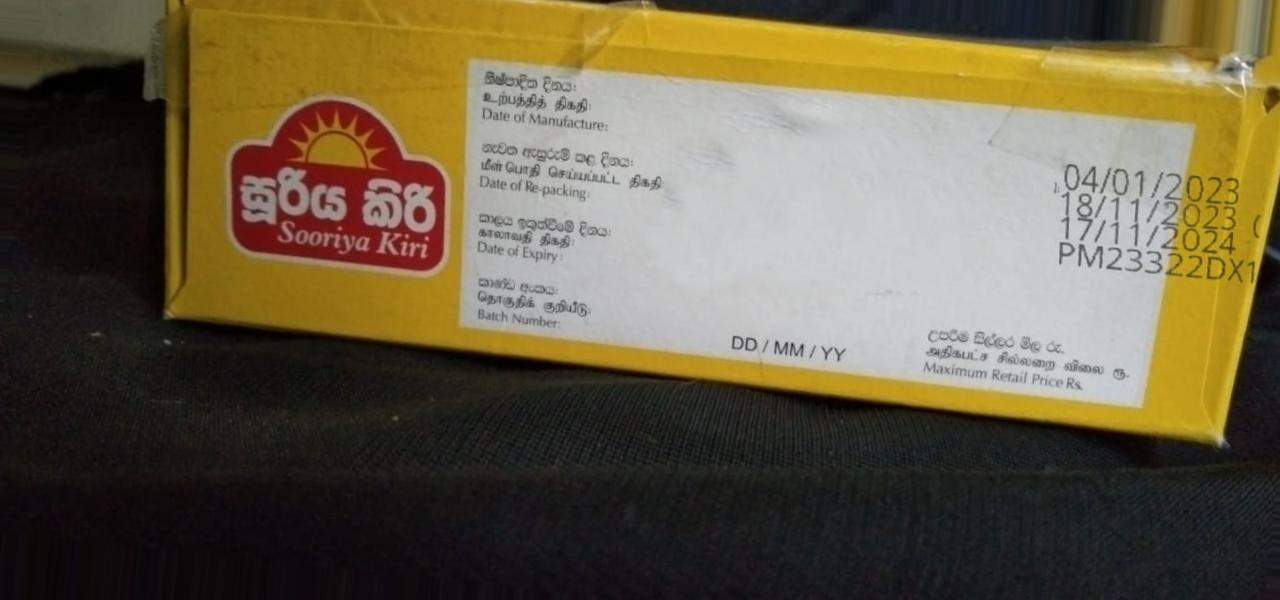 සූරිය කිරි
Sooriya Kiri
නිෂ්පාදිත දිනය:
உற்பத்தித் திகதி:
Date of Manufacture:
නැවත ඇසුරුම් කළ දිනය:
மீள் பொதி செய்யப்பட்ட திகதி:
Date of Re-packing:
කාලය ඉකුත්වීමේ දිනය:
காலாவதி திகதி:
Date of Expiry:
කාණ්ඩ අංකය:
தொகுதிக் குறியீடு:
Batch Number:
04/01/2023
18/11/2023
17/11/2024
PM23322DX1
DD / MM / YY
උපරිම සිල්ලර මිල රු.
அதிகபட்ச சில்லறை விலை ரூ.
Maximum Retail Price Rs.